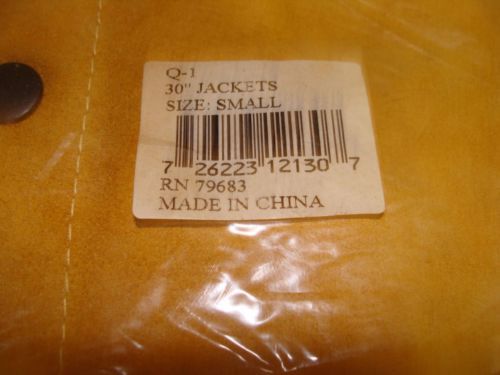 Q-1
30" JACKETS
SIZE: SMALL
7 26223 12130 7
RN 79683
MADE IN CHINA